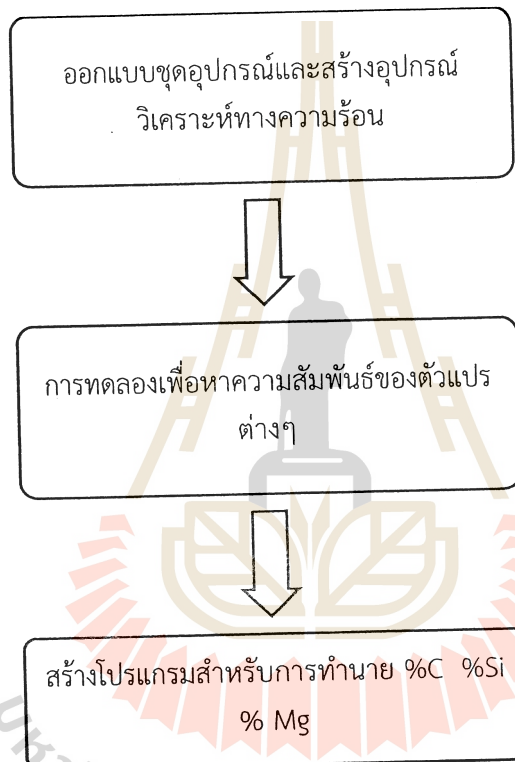 ออกแบบชุดอุปกรณ์และสร้างอุปกรณ์
วิเคราะห์ทางความร้อน
การทดลองเพื่อหาความสัมพันธ์ของตัวแปร
ต่างๆ
สร้างโปรแกรมสำหรับการทำนาย %C %Si
% Mg